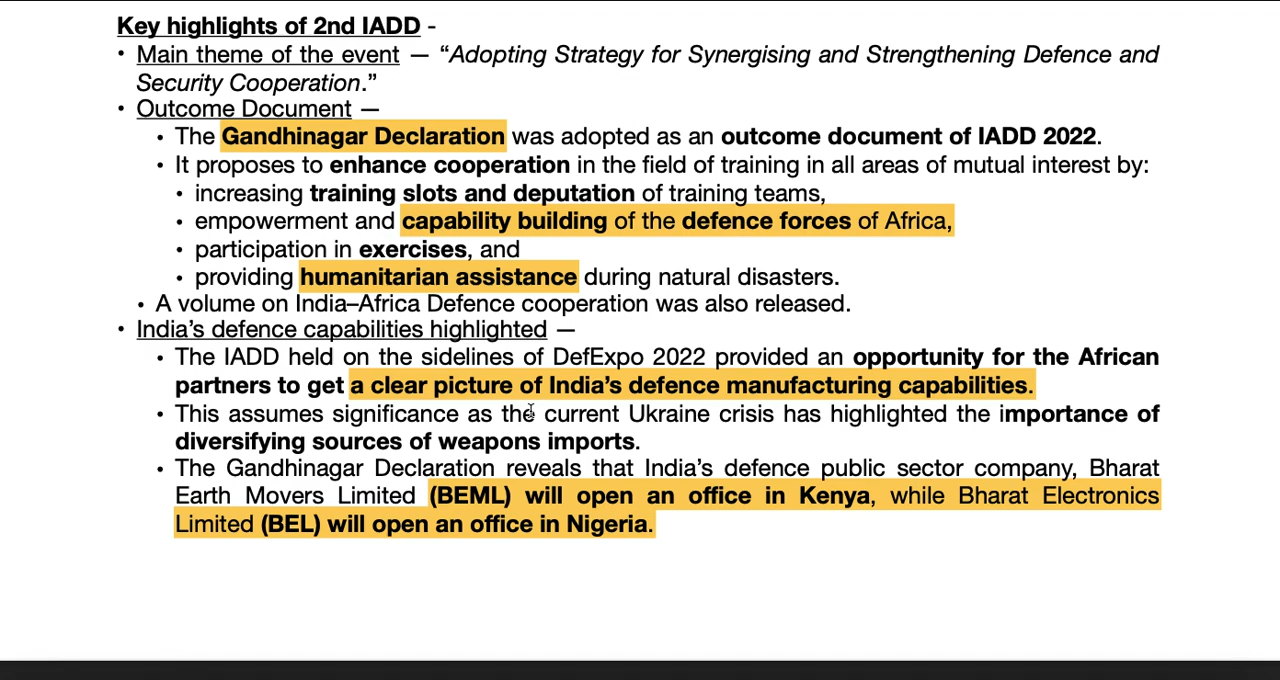 Key highlights of 2nd IADD -
• Main theme of the event — “Adopting Strategy for Synergising and Strengthening Defence and
Security Cooperation.”
• Outcome Document —
• The Gandhinagar Declaration was adopted as an outcome document of IADD 2022.
• It proposes to enhance cooperation in the field of training in all areas of mutual interest by:
• increasing training slots and deputation of training teams,
• empowerment and capability building of the defence forces of Africa,
• participation in exercises, and
• providing humanitarian assistance during natural disasters.
• A volume on India–Africa Defence cooperation was also released.
• India’s defence capabilities highlighted —
• The IADD held on the sidelines of DefExpo 2022 provided an opportunity for the African
partners to get a clear picture of India’s defence manufacturing capabilities.
• This assumes significance as the current Ukraine crisis has highlighted the importance of
diversifying sources of weapons imports.
• The Gandhinagar Declaration reveals that India’s defence public sector company, Bharat
Earth Movers Limited (BEML) will open an office in Kenya, while Bharat Electronics
Limited (BEL) will open an office in Nigeria.